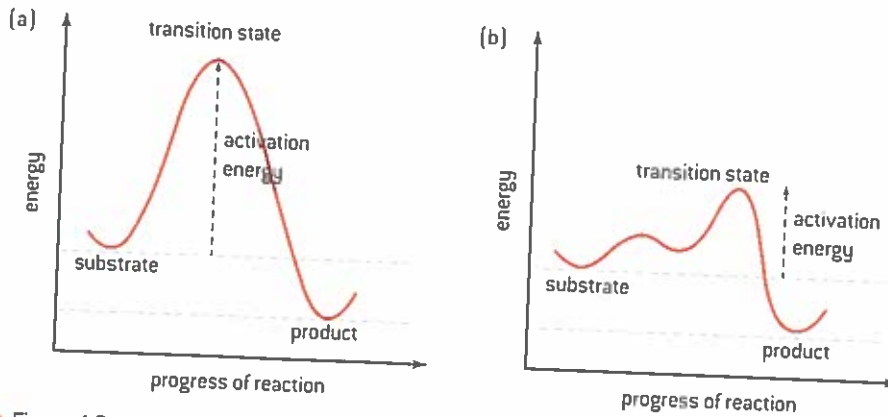 (a)
transition state
activation
energy
energy
substrate
product
progress of reaction
(b)
transition state
activation
energy
energy
substrate
product
progress of reaction